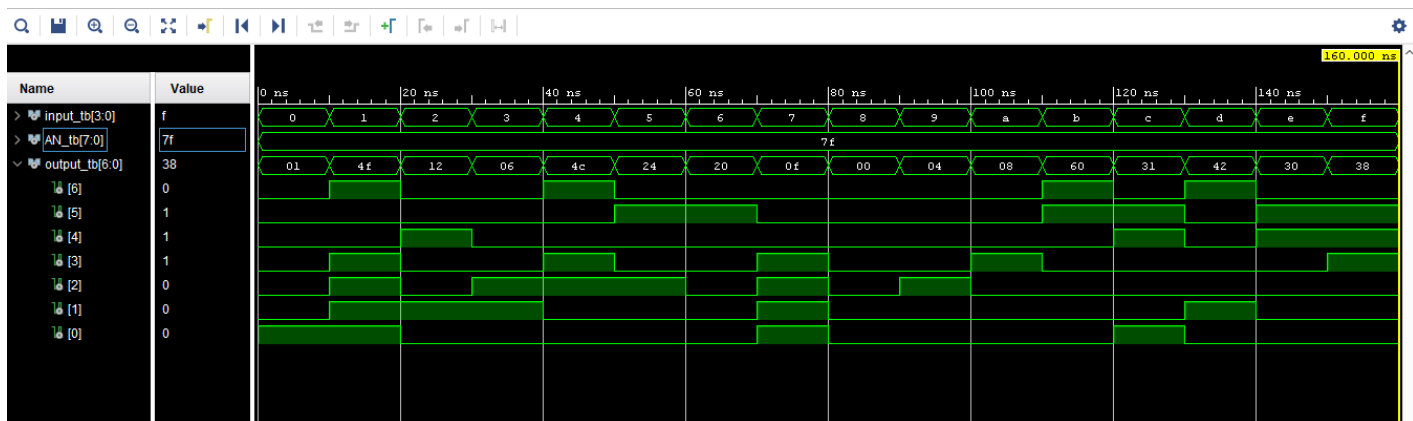 160.000 ns
Name Value
0 ns 20 ns 40 ns 60 ns 80 ns 100 ns 120 ns 140 ns
input_tb[3:0] f 0 1 2 3 4 5 6 7 8 9 a b c d e f
AN_tb[7:0] 7f 7f
output_tb[6:0] 38 01 4f 12 06 4c 24 20 0f 00 04 08 60 31 42 30 38
[6] 0
[5] 1
[4] 1
[3] 1
[2] 0
[1] 0
[0] 0